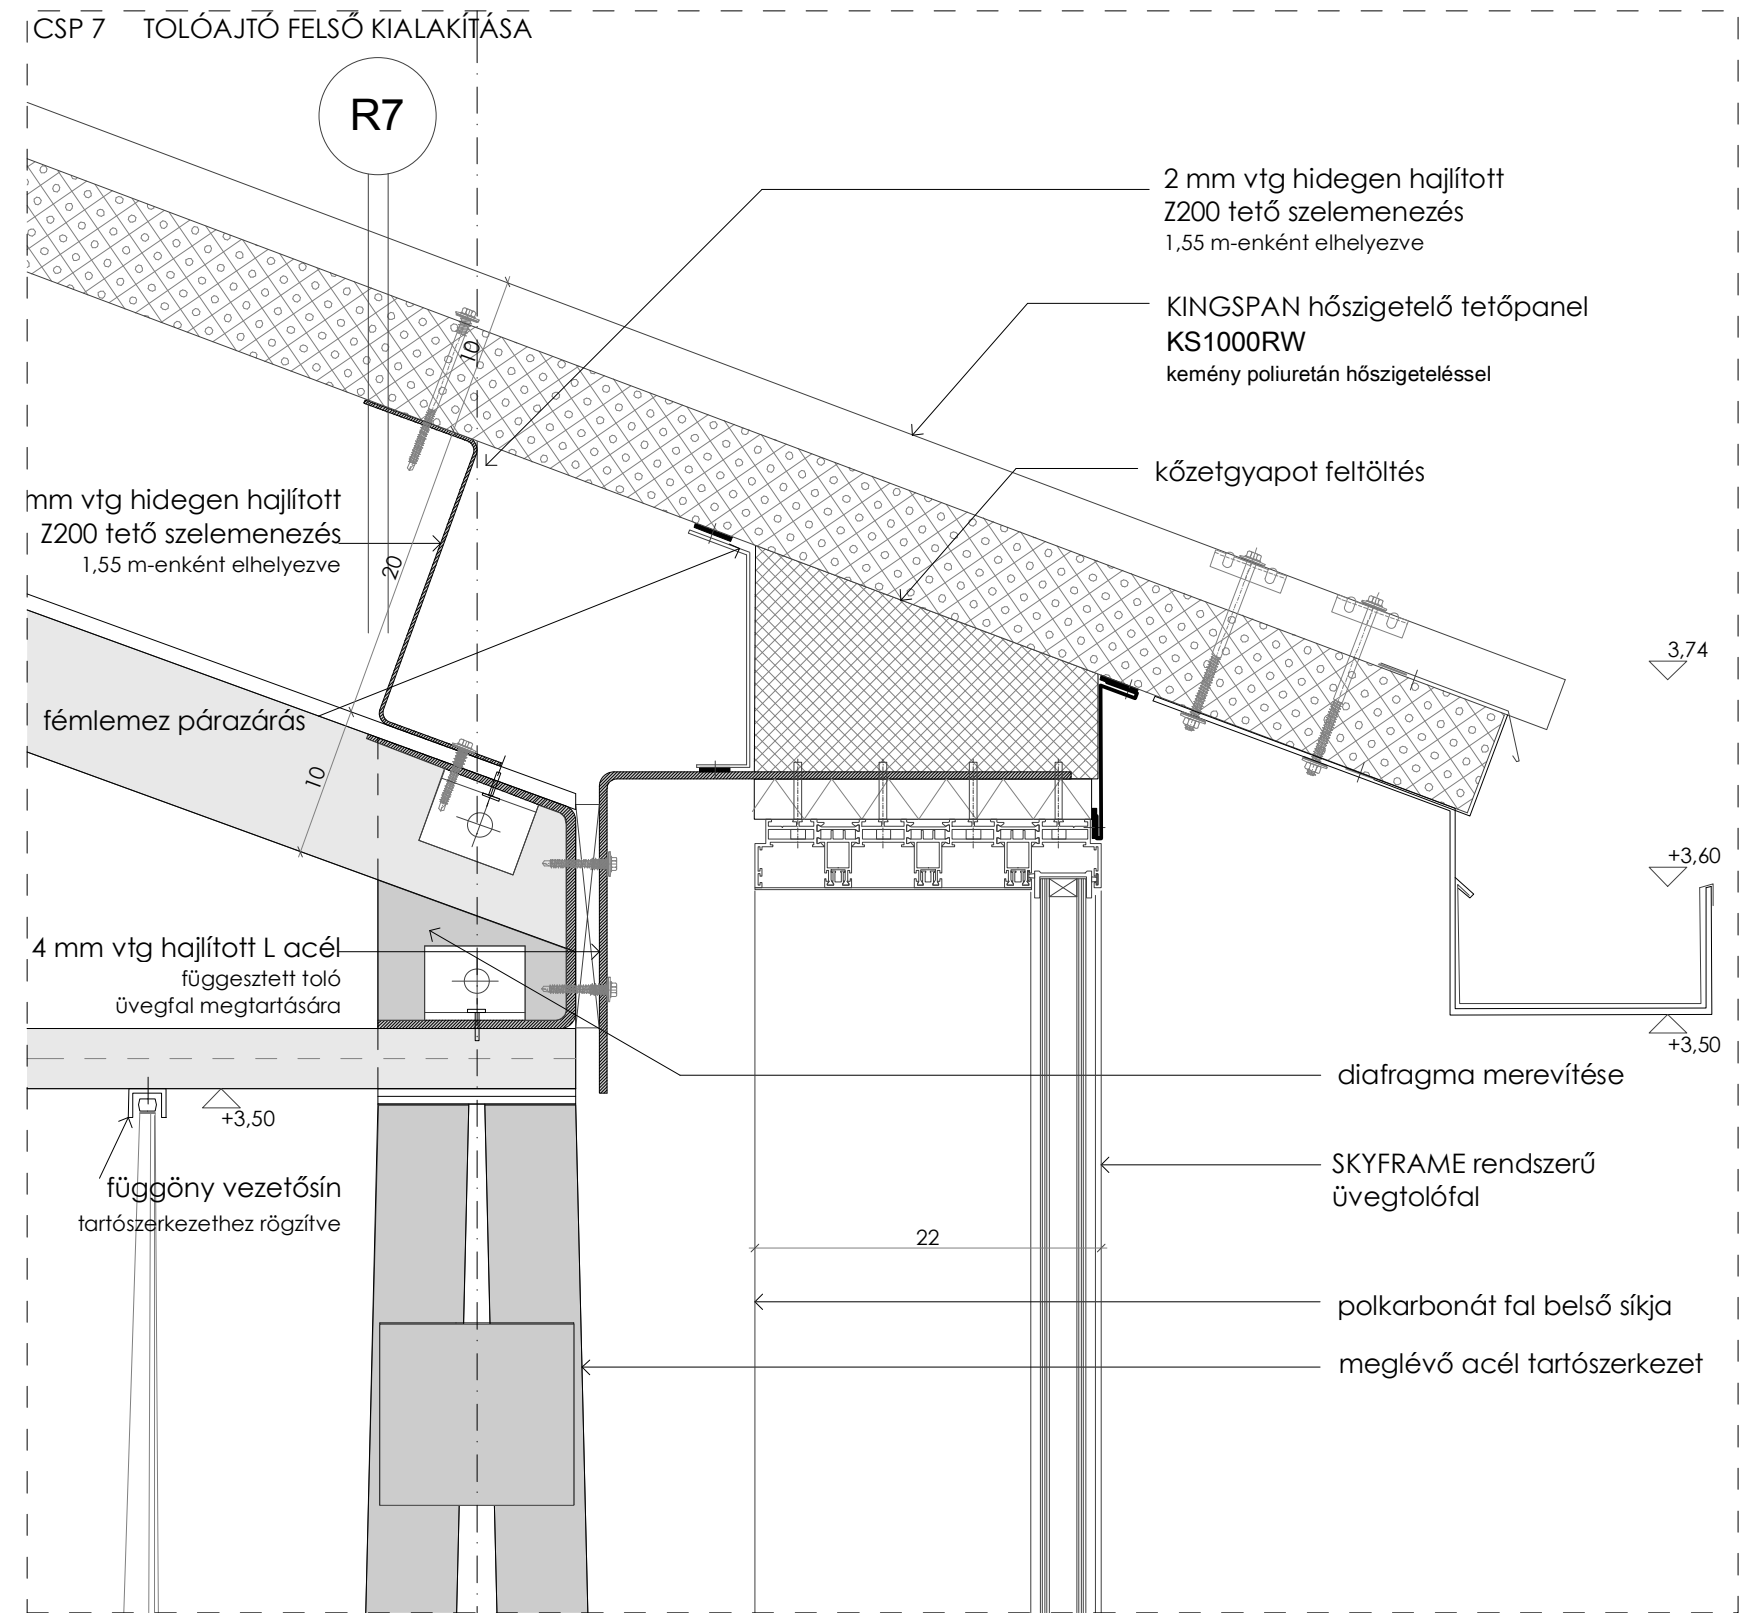 CSP 7 TOLÓAJTÓ FELSŐ KIALAKÍTÁSA
R7
2 mm vtg hidegen hajlított
Z200 tető szelemenezés
1,55 m-enként elhelyezve
KINGSPAN hőszigetelő tetőpanel
KS1000RW
kemény poliuretán hőszigeteléssel
10
kőzetgyapot feltöltés
mm vtg hidegen hajlított
Z200 tető szelemenezés
1,55 m-enként elhelyezve
20
3,74
fémlemez párazárás
10
+3,60
4 mm vtg hajlított L acél
függesztett toló
üvegfal megtartására
+3,50
diafragma merevítése
+3,50
SKYFRAME rendszerű
üvegtolófal
függöny vezetősín
tartószerkezethez rögzítve
22
polkarbonát fal belső síkja
meglévő acél tartószerkezet